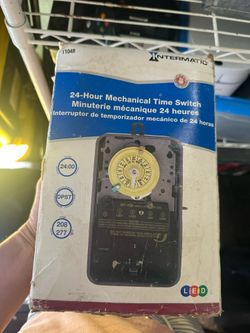 T104R
INTERMATIC
24-Hour Mechanical Time Switch
Minuterie mécanique 24 heures
Interruptor de temporizador mecánico de 24 horas
24:00
DPST
208
277
LED